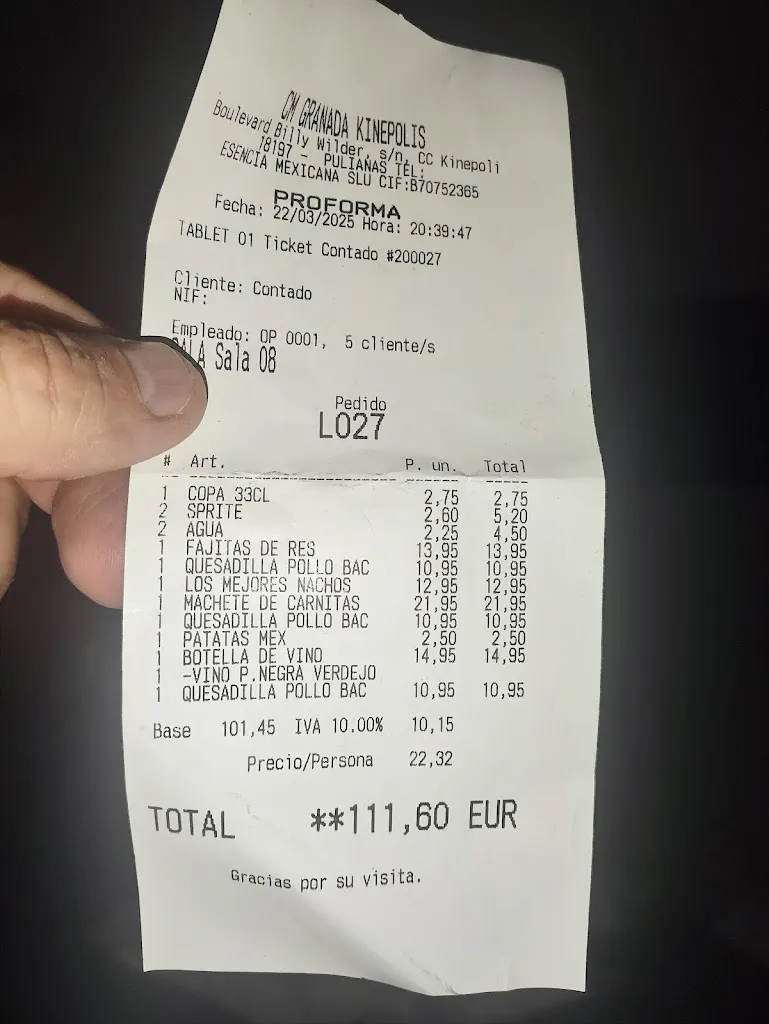 CM GRANADA KINEPOLIS
Boulevard Billy Wilder, s/n, CC Kinepoli
18197 - PULIANAS TEL:
ESENCIA MEXICANA SLU CIF:B70752365
PROFORMA
Fecha: 22/03/2025 Hora: 20:39:47
TABLET 01 Ticket Contado #200027
Cliente: Contado
NIF:
Empleado: OP 0001, 5 cliente/s
Sala 08
Pedido
L027
# Art. P. un. Total
1 COPA 33CL 2,75 2,75
2 SPRITE 2,60 5,20
2 AGUA 2,25 4,50
1 FAJITAS DE RES 13,95 13,95
1 QUESADILLA POLLO BAC 10,95 10,95
1 LOS MEJORES NACHOS 12,95 12,95
1 MACHETE DE CARNITAS 21,95 21,95
1 QUESADILLA POLLO BAC 10,95 10,95
1 PATATAS MEX 2,50 2,50
1 BOTELLA DE VINO 14,95 14,95
1 -VINO P.NEGRA VERDEJO
1 QUESADILLA POLLO BAC 10,95 10,95
Base 101,45 IVA 10.00% 10,15
Precio/Persona 22,32
TOTAL **111,60 EUR
Gracias por su visita.